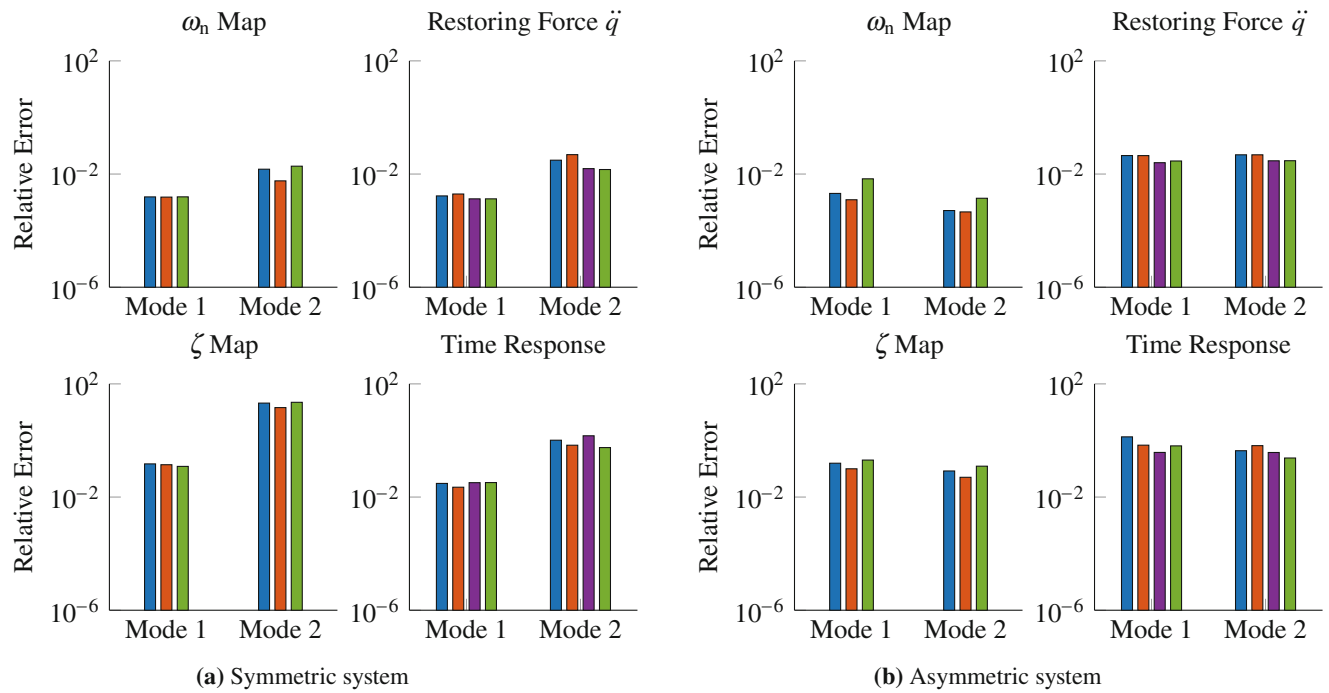 ωn Map
Restoring Force q̈
10^2
10^−2
10^−6
Relative Error
Mode 1 Mode 2
10^2
10^−2
10^−6
Mode 1 Mode 2
ζ Map
Time Response
10^2
10^−2
10^−6
Relative Error
Mode 1 Mode 2
10^2
10^−2
10^−6
Mode 1 Mode 2
(a) Symmetric system
ωn Map
Restoring Force q̈
10^2
10^−2
10^−6
Relative Error
Mode 1 Mode 2
10^2
10^−2
10^−6
Mode 1 Mode 2
ζ Map
Time Response
10^2
10^−2
10^−6
Relative Error
Mode 1 Mode 2
10^2
10^−2
10^−6
Mode 1 Mode 2
(b) Asymmetric system